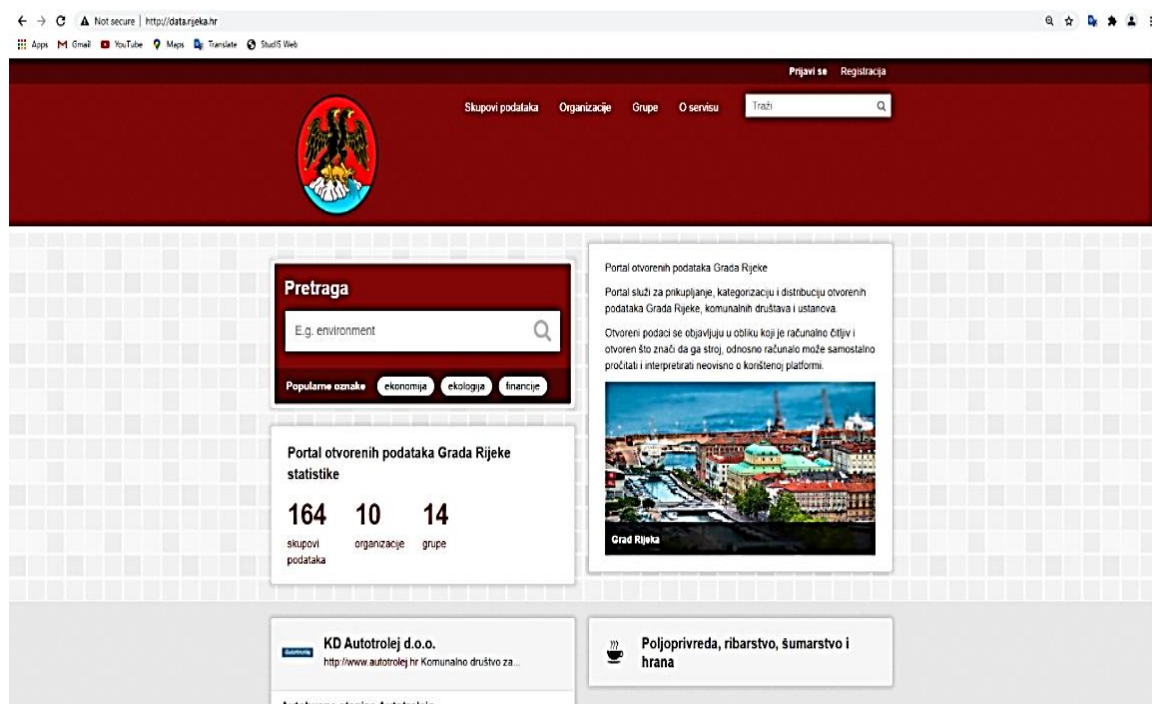 Not secure | http://data.rijeka.hr
Apps Gmail YouTube Maps Translate StudIS Web
Prijavi se Registracija
Skupovi podataka Organizacije Grupe O servisu Traži
Pretraga
E.g. environment
Popularne oznake ekonomija ekologija financije
Portal otvorenih podataka Grada Rijeke
statistike
164 10 14
skupovi organizacije grupe
podataka
Portal otvorenih podataka Grada Rijeke
Portal služi za prikupljanje, kategorizaciju i distribuciju otvorenih
podataka Grada Rijeke, komunalnih društava i ustanova.
Otvoreni podaci se objavljuju u obliku koji je računalno čitljiv i
otvoren što znači da ga stroj, odnosno računalo može samostalno
pročitati i interpretirati neovisno o korištenoj platformi.
Grad Rijeka
KD Autotrolej d.o.o.
http://www.autotrolej.hr Komunalno društvo za...
Poljoprivreda, ribarstvo, šumarstvo i
hrana